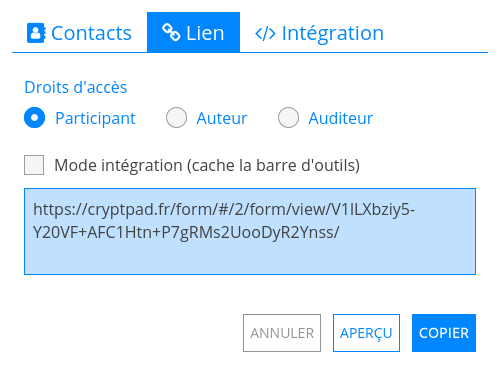 Contacts Lien </> Intégration
Droits d'accès
Participant Auteur Auditeur
Mode intégration (cache la barre d'outils)
https://cryptpad.fr/form/#/2/form/view/V1ILXbziy5-
Y20VF+AFC1Htn+P7gRMs2UooDyR2Ynss/
ANNULER APERÇU COPIER